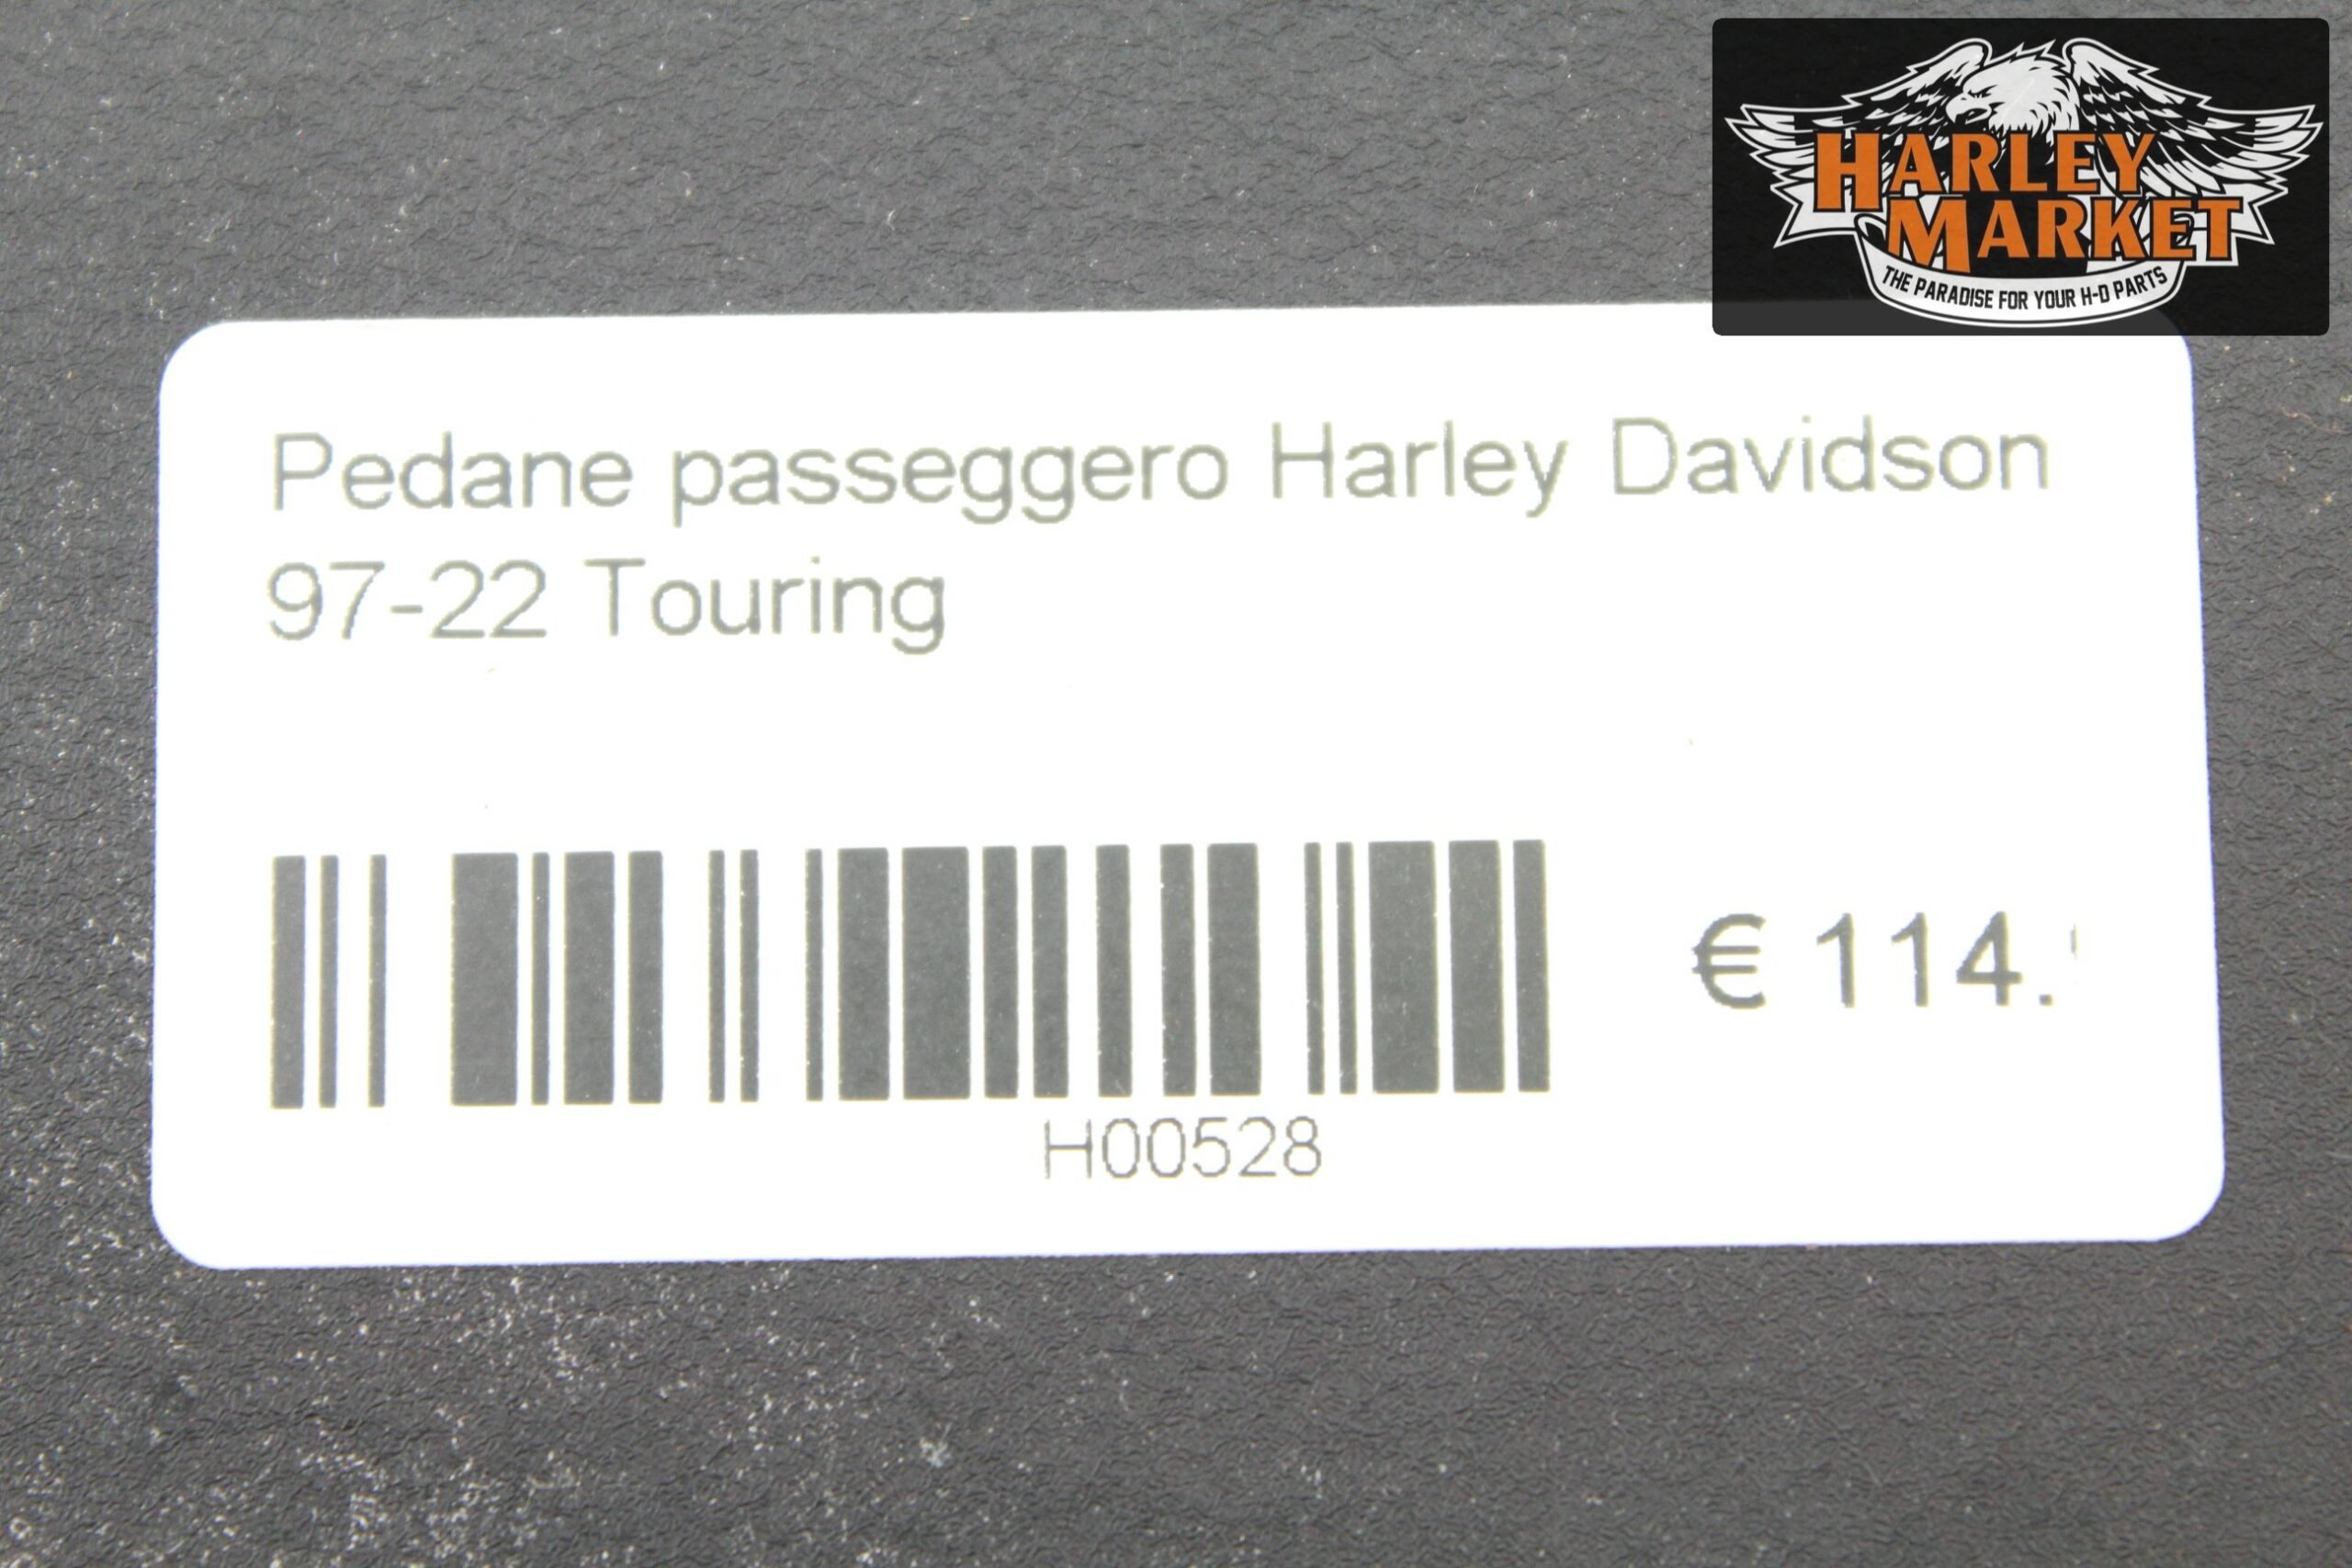 HARLEY
MARKET
THE PARADISE FOR YOUR H-D PARTS
Pedane passeggero Harley Davidson
97-22 Touring
€ 114.
H00528